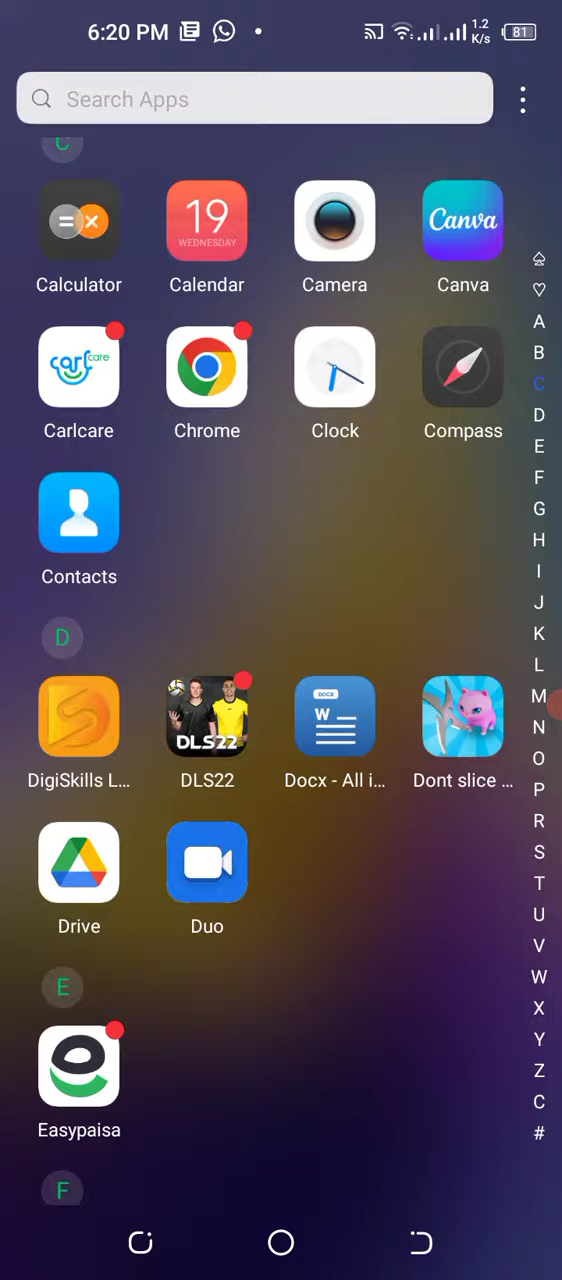 6:20 PM 1.2 K/s 81
Search Apps
C
19 WEDNESDAY Canva
Calculator Calendar Camera Canva
carlcare
Carlcare Chrome Clock Compass
Contacts
D
DLS22 DOCX W
DigiSkills L... DLS22 Docx - All i... Dont slice ...
Drive Duo
E
Easypaisa
F
A
B
C
D
E
F
G
H
I
J
K
L
M
N
O
P
R
S
T
U
V
W
X
Y
Z
C
#